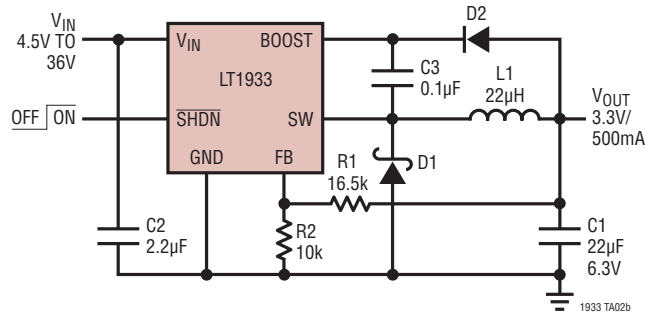 VIN
4.5V TO
36V
OFF ON
VIN
BOOST
LT1933
SHDN
SW
GND
FB
D2
C3
0.1µF
L1
22µH
VOUT
3.3V/
500mA
R1
16.5k
D1
C2
2.2µF
R2
10k
C1
22µF
6.3V
1933 TA02b